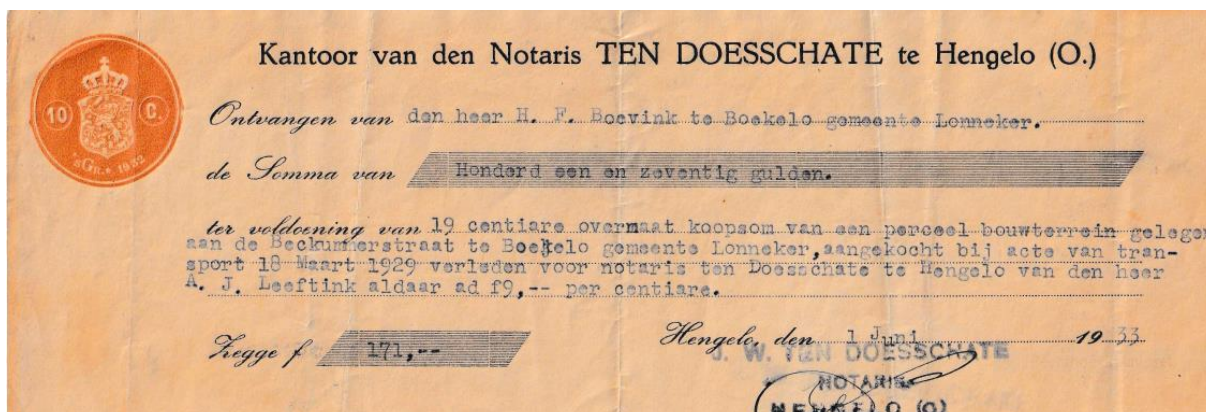 Kantoor van den Notaris TEN DOESSCHATE te Hengelo (O.)
10 C.
Ontvangen van den heer H. F. Boevink te Boekelo gemeente Lonneker.
de Somma van Honderd een en zeventig gulden.
ter voldoening van 19 centiare overmaat koopsom van een perceel bouwterrein gelegen
aan de Beckummerstraat te Boekelo gemeente Lonneker, aangekocht bij acte van tran-
sport 18 Maart 1929 verleden voor notaris ten Doesschate te Hengelo van den heer
A. J. Leeftink aldaar ad f9,-- per centiare.
Zegge f 171,--
Hengelo, den 1 Juni 1933
J. W. TEN DOESSCHATE
NOTARIS
HENGELO (O)